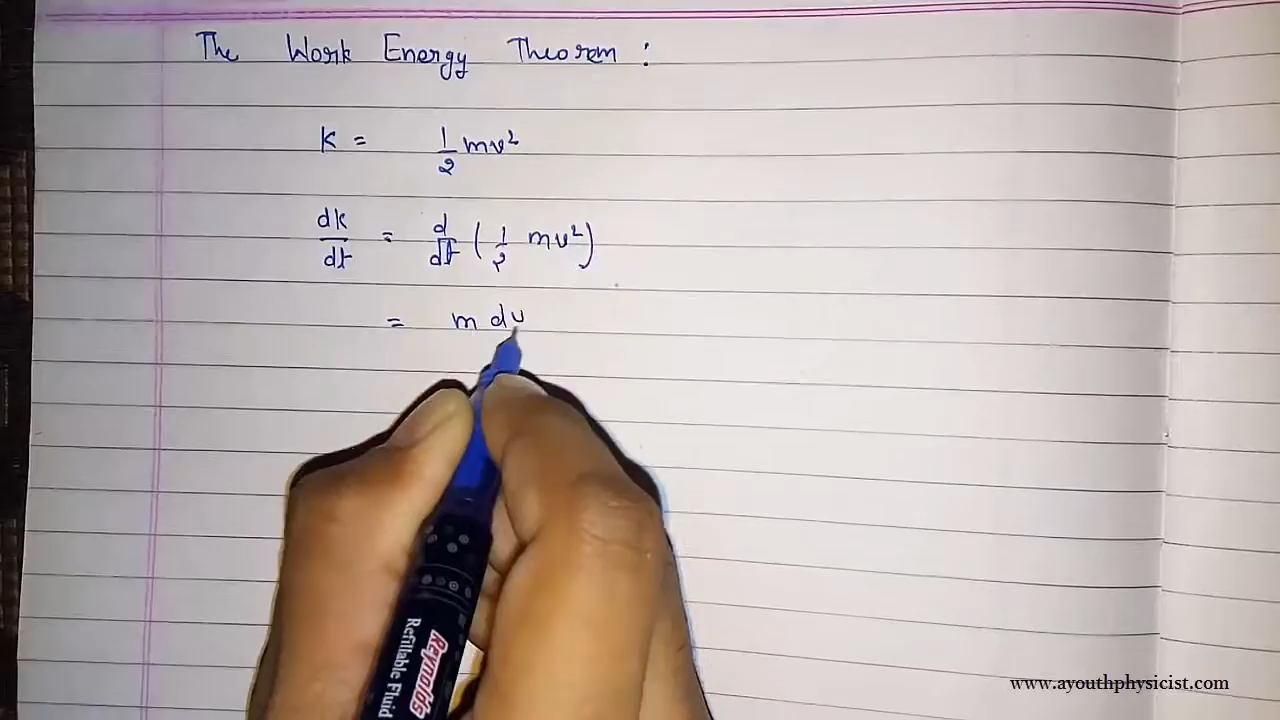 The Work Energy Theorem :
K = 1/2 mv²
dk/dt = d/dt ( 1/2 mv² )
= m dv
Reynolds
Refillable Fluid
www.ayouthphysicist.com